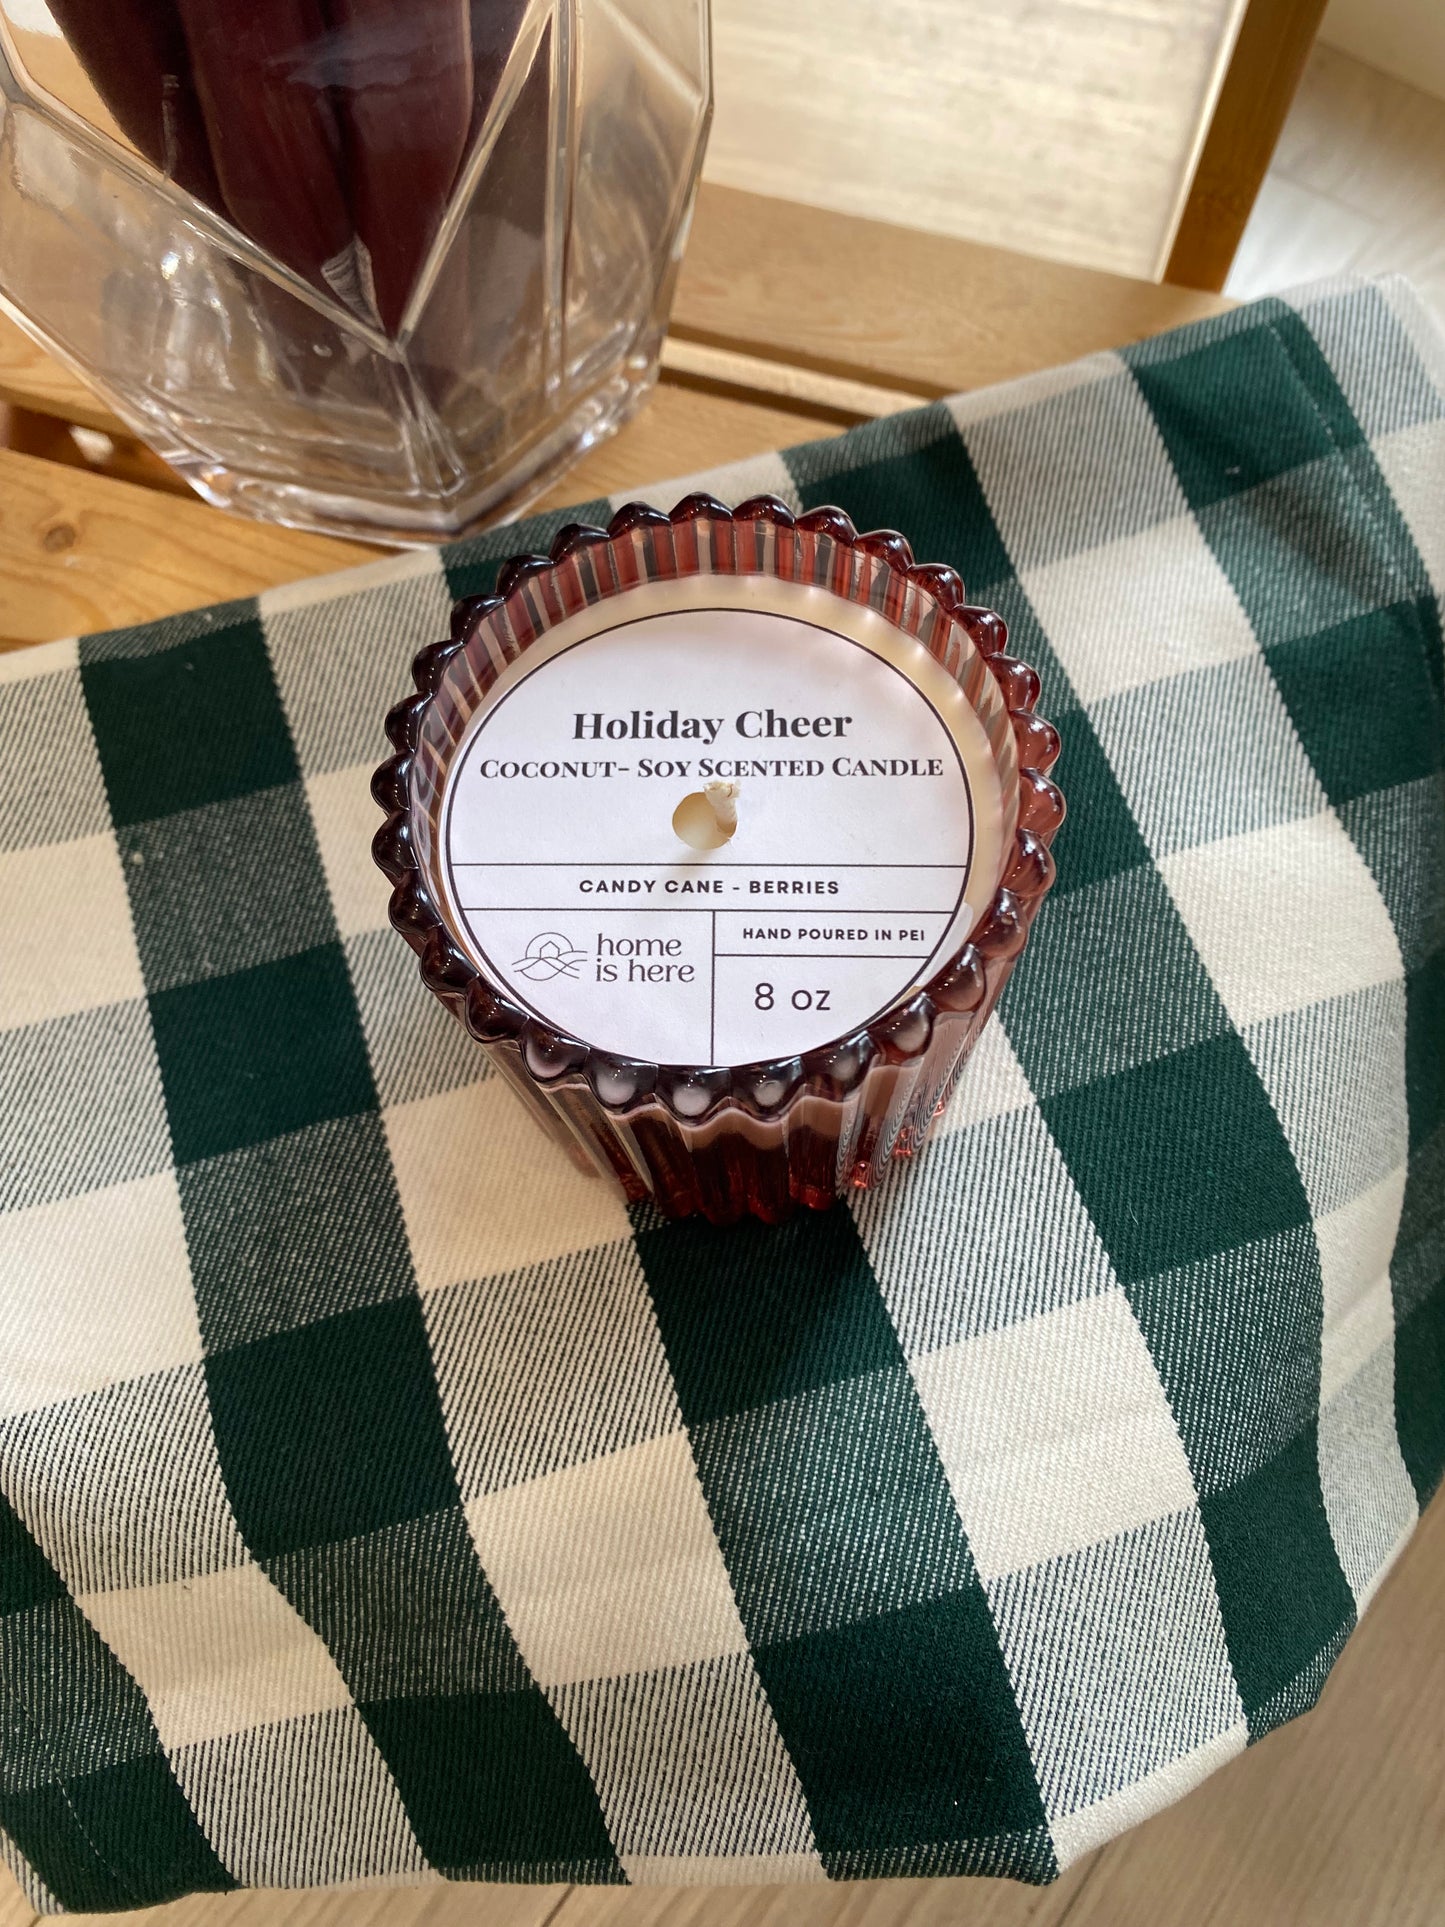 Holiday Cheer
Coconut- Soy Scented Candle
CANDY CANE - BERRIES
home
is here
HAND POURED IN PEI
8 oz